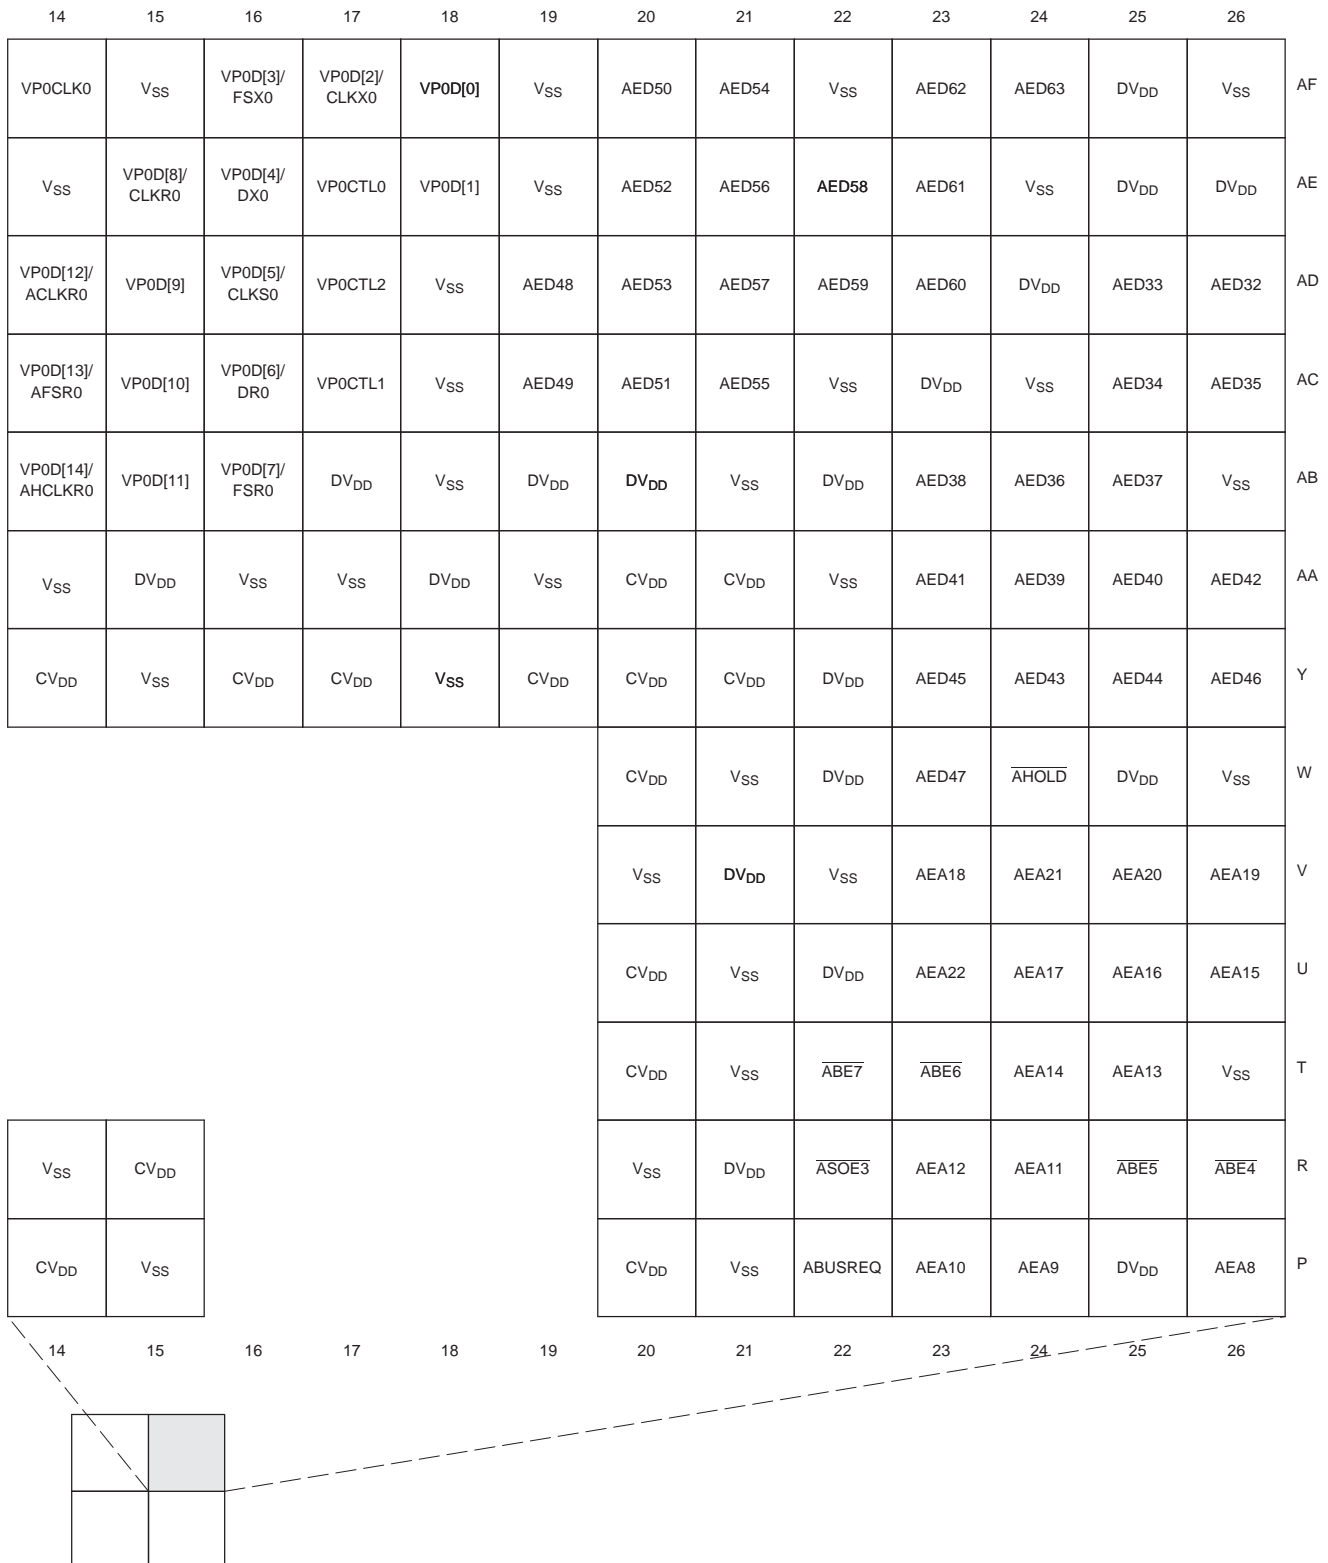 14 15 16 17 18 19 20 21 22 23 24 25 26
VP0CLK0 VSS VP0D[3]/FSX0 VP0D[2]/CLKX0 VP0D[0] VSS AED50 AED54 VSS AED62 AED63 DVDD VSS AF
VSS VP0D[8]/CLKR0 VP0D[4]/DX0 VP0CTL0 VP0D[1] VSS AED52 AED56 AED58 AED61 VSS DVDD DVDD AE
VP0D[12]/ACLKR0 VP0D[9] VP0D[5]/CLKS0 VP0CTL2 VSS AED48 AED53 AED57 AED59 AED60 DVDD AED33 AED32 AD
VP0D[13]/AFSR0 VP0D[10] VP0D[6]/DR0 VP0CTL1 VSS AED49 AED51 AED55 VSS DVDD VSS AED34 AED35 AC
VP0D[14]/AHCLKR0 VP0D[11] VP0D[7]/FSR0 DVDD VSS DVDD DVDD VSS DVDD AED38 AED36 AED37 VSS AB
VSS DVDD VSS VSS DVDD VSS CVDD CVDD VSS AED41 AED39 AED40 AED42 AA
CVDD VSS CVDD CVDD VSS CVDD CVDD CVDD DVDD AED45 AED43 AED44 AED46 Y
CVDD VSS DVDD AED47 AHOLD DVDD VSS W
VSS DVDD VSS AEA18 AEA21 AEA20 AEA19 V
CVDD VSS DVDD AEA22 AEA17 AEA16 AEA15 U
CVDD VSS ABE7 ABE6 AEA14 AEA13 VSS T
VSS CVDD VSS DVDD ASOE3 AEA12 AEA11 ABE5 ABE4 R
CVDD VSS CVDD VSS ABUSREQ AEA10 AEA9 DVDD AEA8 P
14 15 16 17 18 19 20 21 22 23 24 25 26